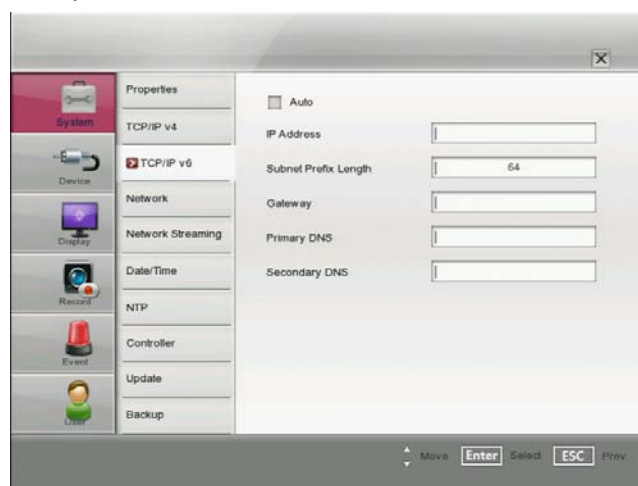 X
System
Device
Display
Record
Event
User
Properties
TCP/IP v4
TCP/IP v6
Network
Network Streaming
Date/Time
NTP
Controller
Update
Backup
Auto
IP Address
Subnet Prefix Length 64
Gateway
Primary DNS
Secondary DNS
Move Enter Select ESC Prev